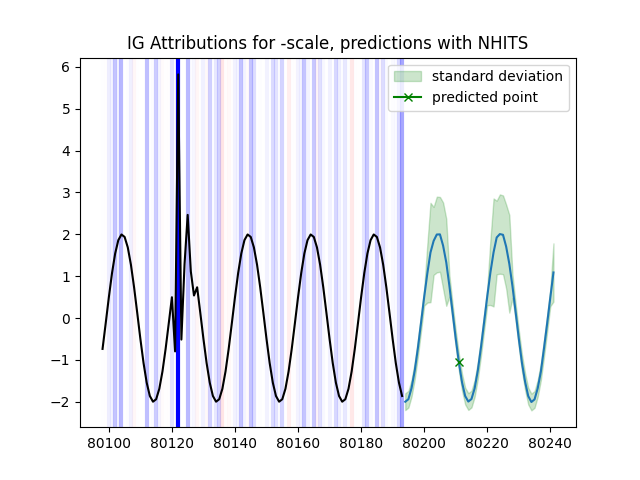 IG Attributions for -scale, predictions with NHITS
standard deviation
predicted point
6
5
4
3
2
1
0
−1
−2
80100 80120 80140 80160 80180 80200 80220 80240